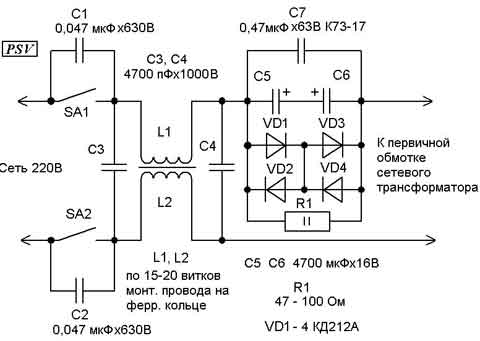 C1
0,047 мкФх630В
PSV
C7
0,47мкФх63В К73-17
C3, C4
4700 пФх1000В
C5
C6
SA1
L1
VD1
VD3
C3
C4
Сеть 220В
VD2
VD4
К первичной
обмотке
сетевого
трансформатора
SA2
L2
R1
L1, L2
по 15-20 витков
монт. провода на
ферр. кольце
C5 C6 4700 мкФх16В
R1
47 - 100 Ом
VD1 - 4 КД212А
C2
0,047 мкФх630В